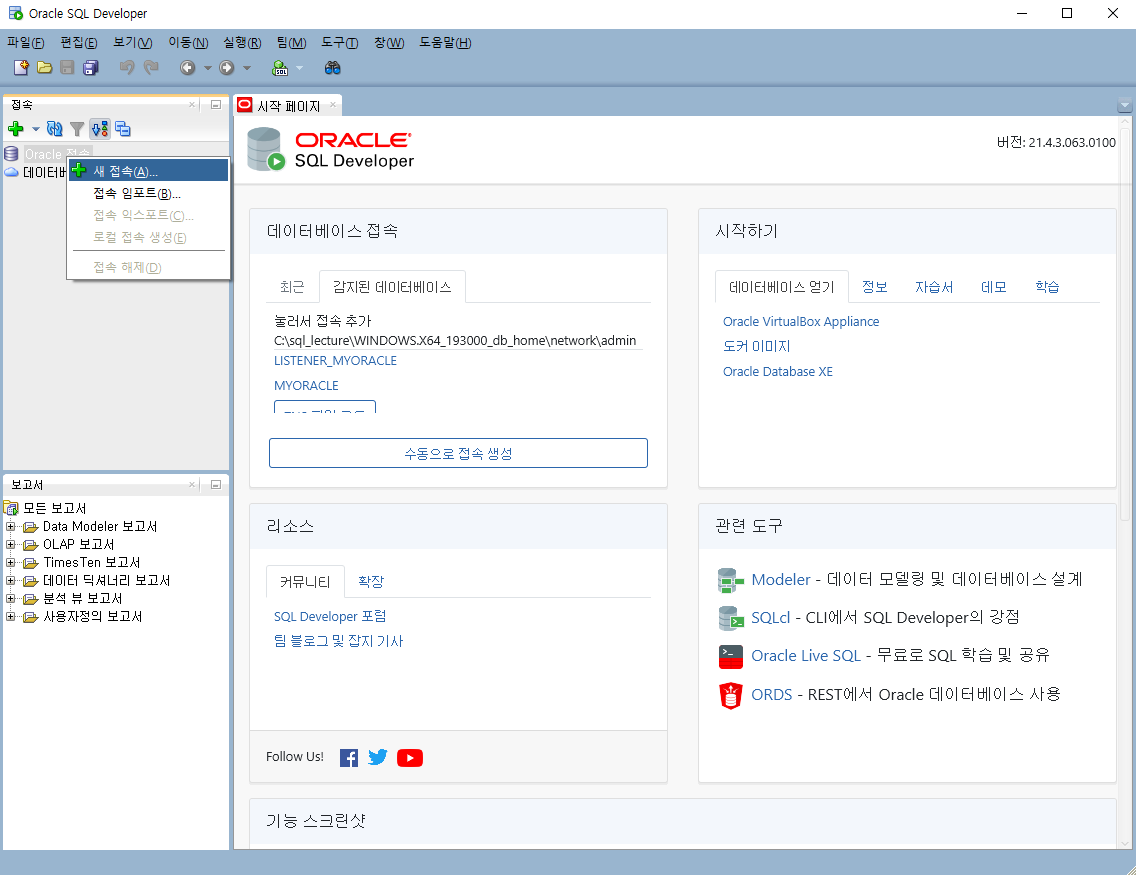 Oracle SQL Developer
파일(F) 편집(E) 보기(V) 이동(N) 실행(R) 팀(M) 도구(T) 창(W) 도움말(H)
접속
Oracle 접속
데이터베
새 접속(A)...
접속 임포트(B)...
접속 익스포트(C)...
로컬 접속 생성(E)
접속 해제(D)
보고서
모든 보고서
Data Modeler 보고서
OLAP 보고서
TimesTen 보고서
데이터 딕셔너리 보고서
분석 뷰 보고서
사용자정의 보고서
시작 페이지
ORACLE
SQL Developer
버전: 21.4.3.063.0100
데이터베이스 접속
최근 감지된 데이터베이스
눌러서 접속 추가
C:\sql_lecture\WINDOWS.X64_193000_db_home\network\admin
LISTENER_MYORACLE
MYORACLE
수동으로 접속 생성
시작하기
데이터베이스 얻기 정보 자습서 데모 학습
Oracle VirtualBox Appliance
도커 이미지
Oracle Database XE
리소스
커뮤니티 확장
SQL Developer 포럼
팀 블로그 및 잡지 기사
Follow Us!
관련 도구
Modeler - 데이터 모델링 및 데이터베이스 설계
SQLcl - CLI에서 SQL Developer의 강점
Oracle Live SQL - 무료로 SQL 학습 및 공유
ORDS - REST에서 Oracle 데이터베이스 사용
기능 스크린샷